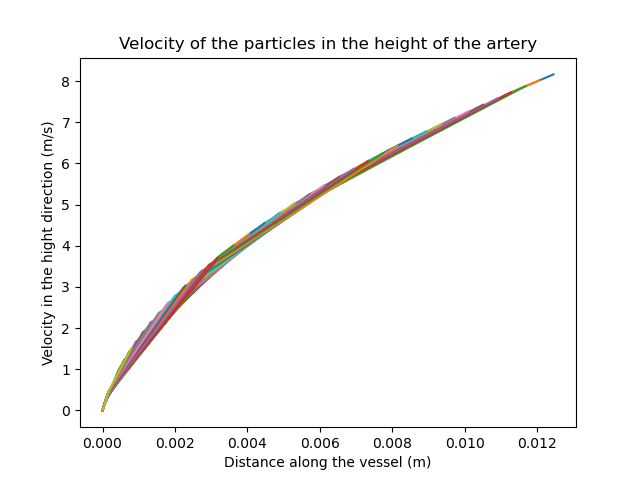 Velocity of the particles in the height of the artery
Velocity in the hight direction (m/s)
8
7
6
5
4
3
2
1
0
0.000 0.002 0.004 0.006 0.008 0.010 0.012
Distance along the vessel (m)